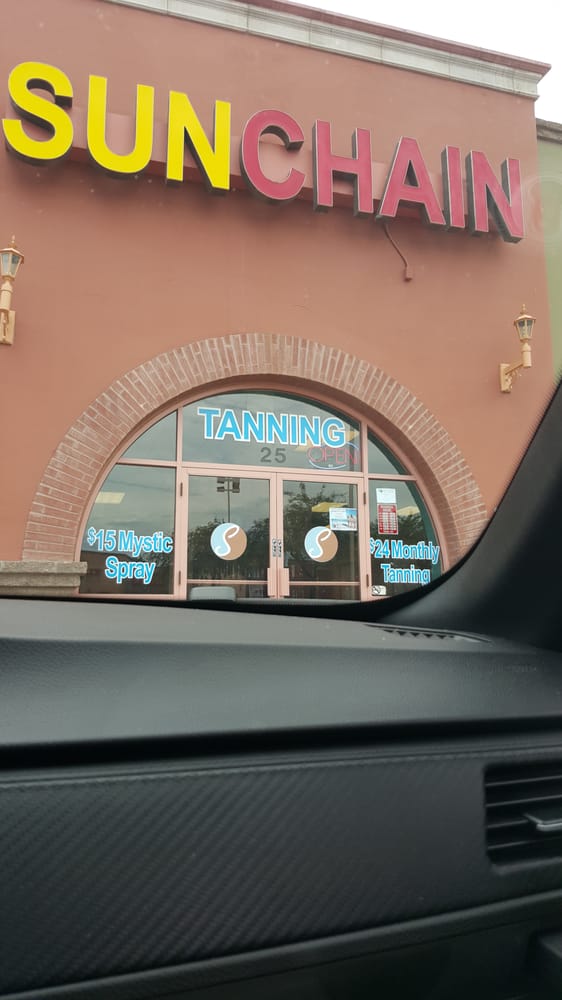 SUNCHAIN
TANNING
25
OPEN
$15 Mystic
Spray
S
S
$24 Monthly
Tanning